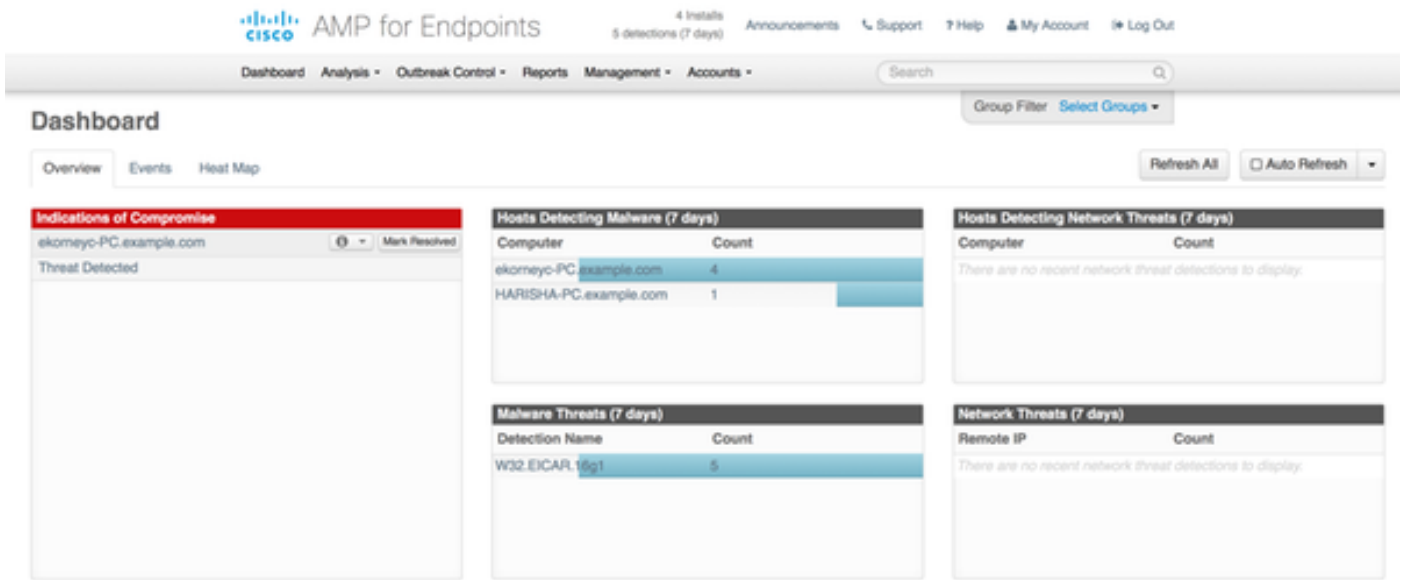 CISCO AMP for Endpoints
4 Installs
5 detections (7 days)
Announcements Support ? Help My Account Log Out
Dashboard Analysis Outbreak Control Reports Management Accounts Search
Group Filter Select Groups
Dashboard
Overview Events Heat Map
Refresh All Auto Refresh
Indications of Compromise
ekorneyc-PC.example.com Mark Resolved
Threat Detected
Hosts Detecting Malware (7 days)
Computer Count
ekorneyc-PC.example.com 4
HARISHA-PC.example.com 1
Hosts Detecting Network Threats (7 days)
Computer Count
There are no recent network threat detections to display.
Malware Threats (7 days)
Detection Name Count
W32.EICAR.16g1 5
Network Threats (7 days)
Remote IP Count
There are no recent network threat detections to display.